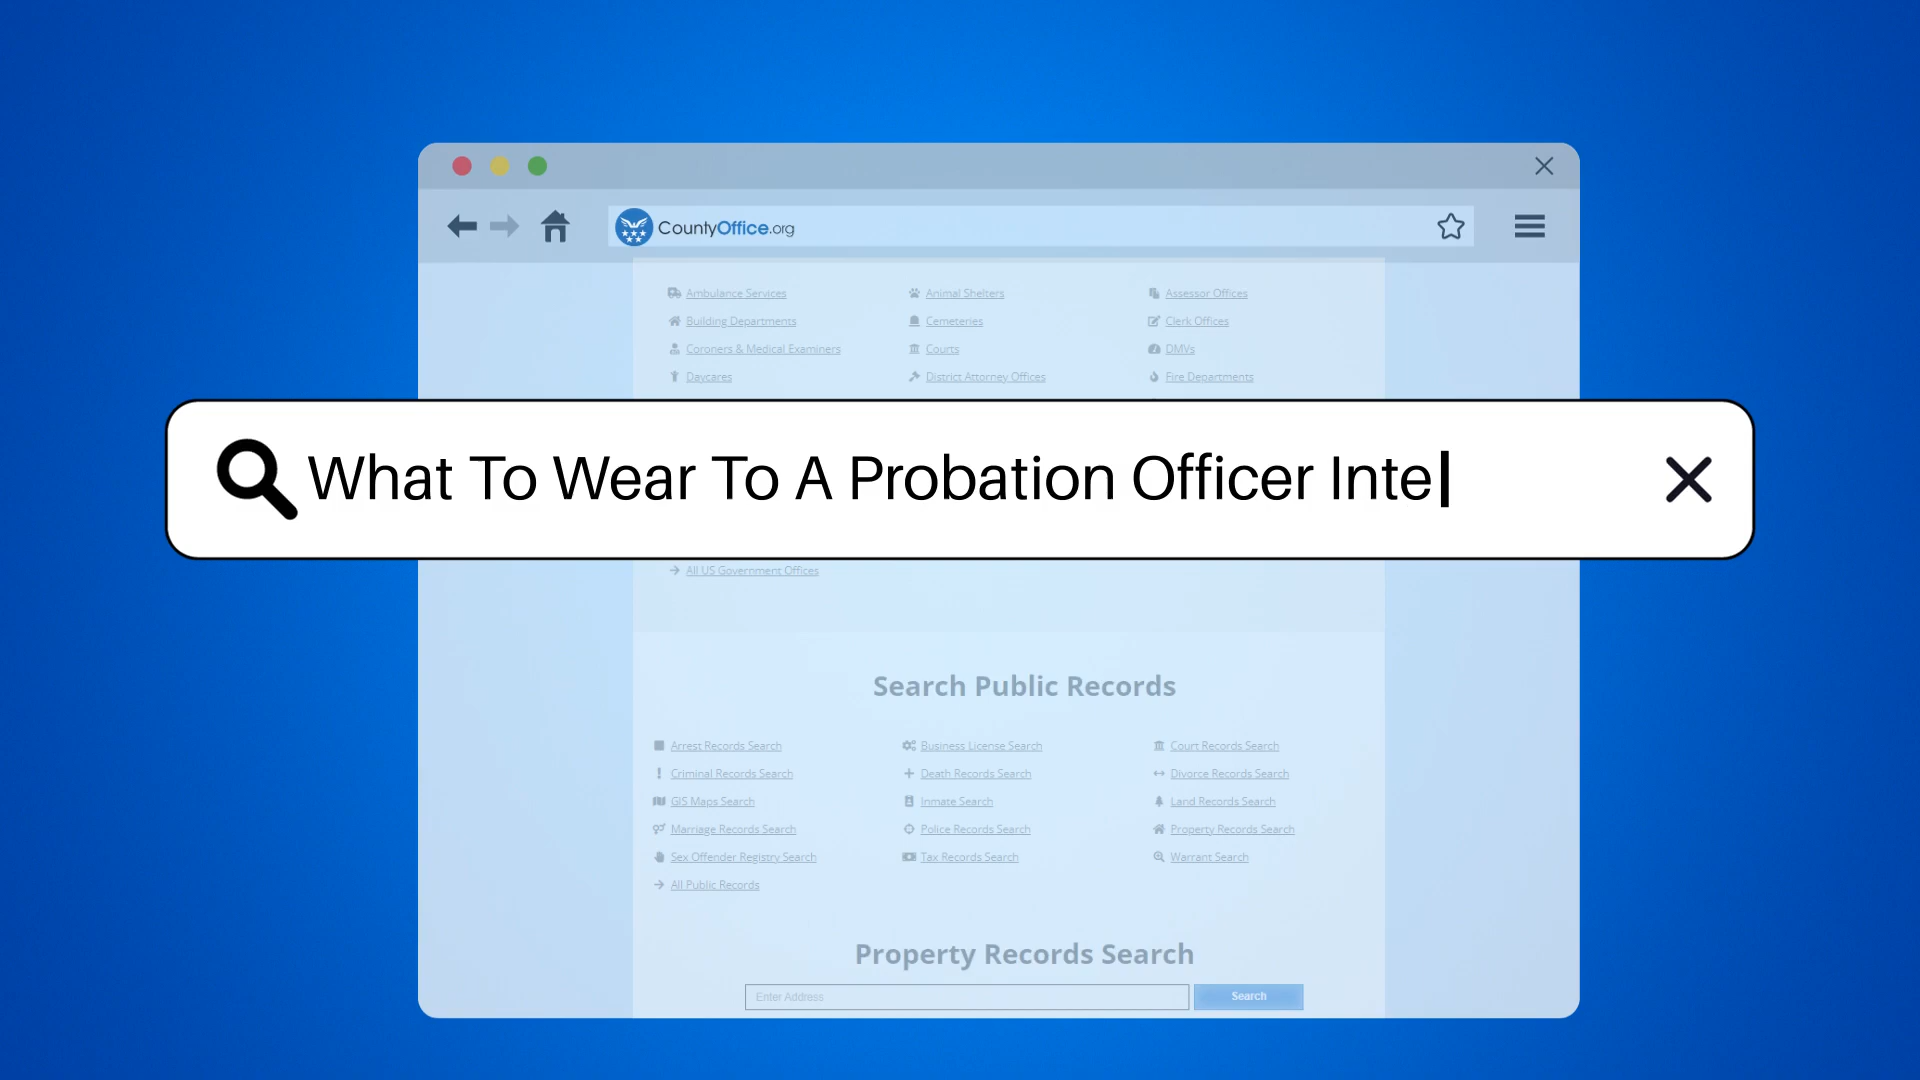 CountyOffice.org
Ambulance Services Animal Shelters Assessor Offices
Building Departments Cemeteries Clerk Offices
Coroners & Medical Examiners Courts DMVs
Daycares District Attorney Offices Fire Departments
What To Wear To A Probation Officer Inte
All US Government Offices
Search Public Records
Arrest Records Search Business License Search Court Records Search
Criminal Records Search Death Records Search Divorce Records Search
GIS Maps Search Inmate Search Land Records Search
Marriage Records Search Police Records Search Property Records Search
Sex Offender Registry Search Tax Records Search Warrant Search
All Public Records
Property Records Search
Enter Address Search